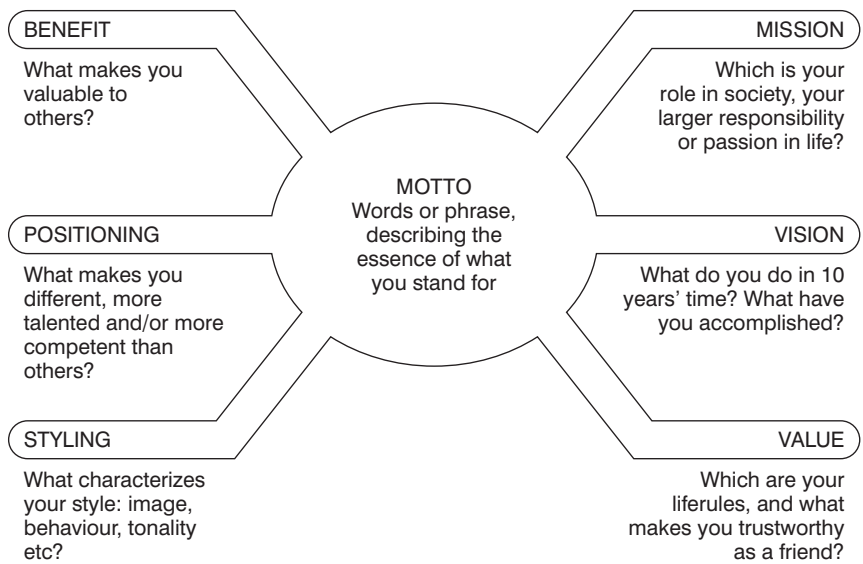 BENEFIT
What makes you
valuable to
others?
MISSION
Which is your
role in society, your
larger responsibility
or passion in life?
MOTTO
Words or phrase,
describing the
essence of what
you stand for
POSITIONING
What makes you
different, more
talented and/or more
competent than
others?
VISION
What do you do in 10
years’ time? What have
you accomplished?
STYLING
What characterizes
your style: image,
behaviour, tonality
etc?
VALUE
Which are your
liferules, and what
makes you trustworthy
as a friend?